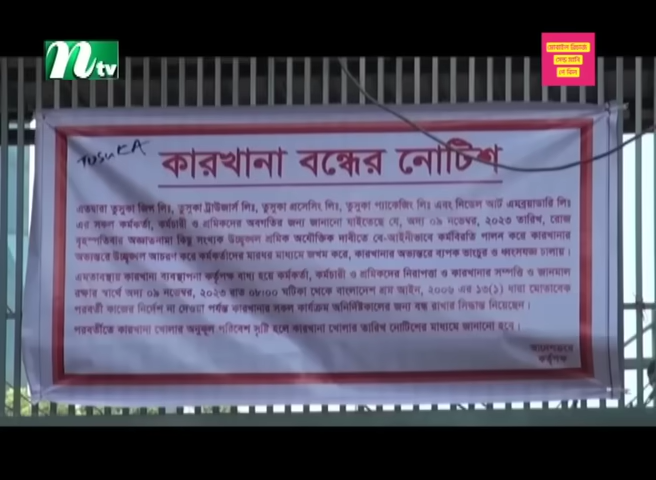 ntv
মোবাইল রিচার্জ
TUSUKA
কারখানা বন্ধের নোটিশ
এতদ্বারা তুসুকা জিন্স লিঃ, তুসুকা ট্রাউজার্স লিঃ, তুসুকা প্রসেসিং লিঃ, তুসুকা প্যাকেজিং লিঃ এবং নিডেল আর্ট এমব্রয়ডারি লিঃ
এর সকল কর্মকর্তা, কর্মচারী ও শ্রমিকদের অবগতির জন্য জানানো যাইতেছে যে, অদ্য ০৯ নভেম্বর, ২০২৩ তারিখ, রোজ
বৃহস্পতিবার অজ্ঞাতনামা কিছু সংখ্যক উচ্ছৃঙ্খল শ্রমিক অযৌক্তিক দাবীতে বে-আইনীভাবে কর্মবিরতি পালন করে কারখানার
অভ্যন্তরে উচ্ছৃঙ্খল আচরণ করে কর্মকর্তাদের মারধর মাধ্যমে জখম করে, কারখানার অভ্যন্তরে ব্যাপক ভাংচুর ও ধ্বংসযজ্ঞ চালায়।
এমতাবস্থায় কারখানা ব্যবস্থাপনা কর্তৃপক্ষ বাধ্য হয়ে কর্মকর্তা, কর্মচারী ও শ্রমিকদের নিরাপত্তা ও কারখানার সম্পত্তি ও জানমাল
রক্ষার স্বার্থে অদ্য ০৯ নভেম্বর, ২০২৩ রাত ০৮:০০ ঘটিকা থেকে বাংলাদেশ শ্রম আইন, ২০০৬ এর ১৩(১) ধারা মোতাবেক
পরবর্তী কাজের নির্দেশ না দেওয়া পর্যন্ত কারখানার সকল কার্যক্রম অনির্দিষ্টকালের জন্য বন্ধ রাখার সিদ্ধান্ত নিয়েছেন।
পরবর্তীতে কারখানা খোলার অনুকূল পরিবেশ সৃষ্টি হলে কারখানা খোলার তারিখ নোটিশের মাধ্যমে জানানো হবে।
আদেশক্রমে
কর্তৃপক্ষ